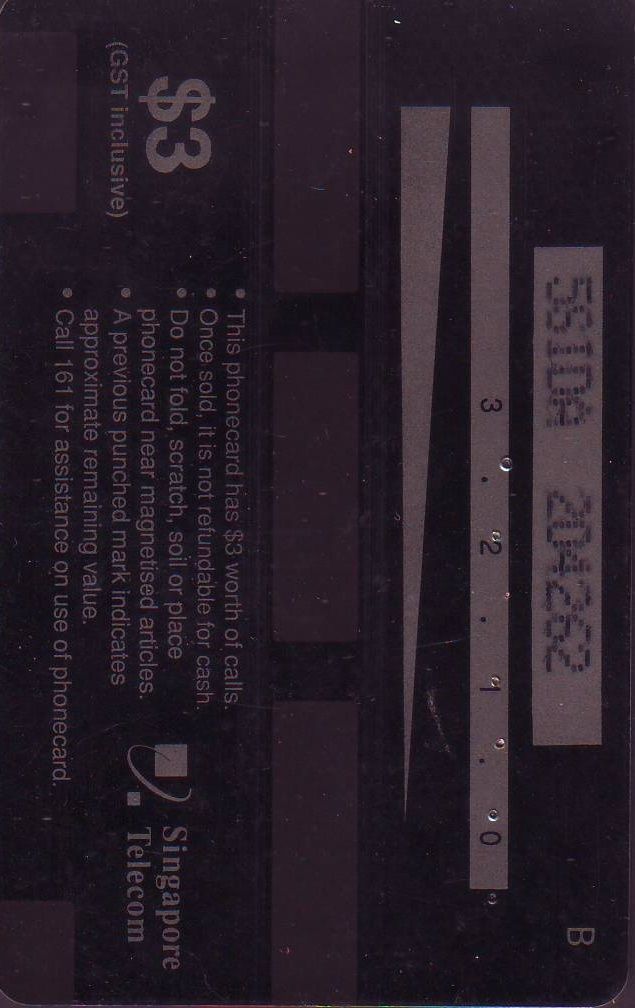 56SIDA 204262
3 . 2 . 1 . 0
B
$3
(GST inclusive)
• This phonecard has $3 worth of calls.
• Once sold, it is not refundable for cash.
• Do not fold, scratch, soil or place
phonecard near magnetised articles.
• A previous punched mark indicates
approximate remaining value.
• Call 161 for assistance on use of phonecard.
Singapore
Telecom